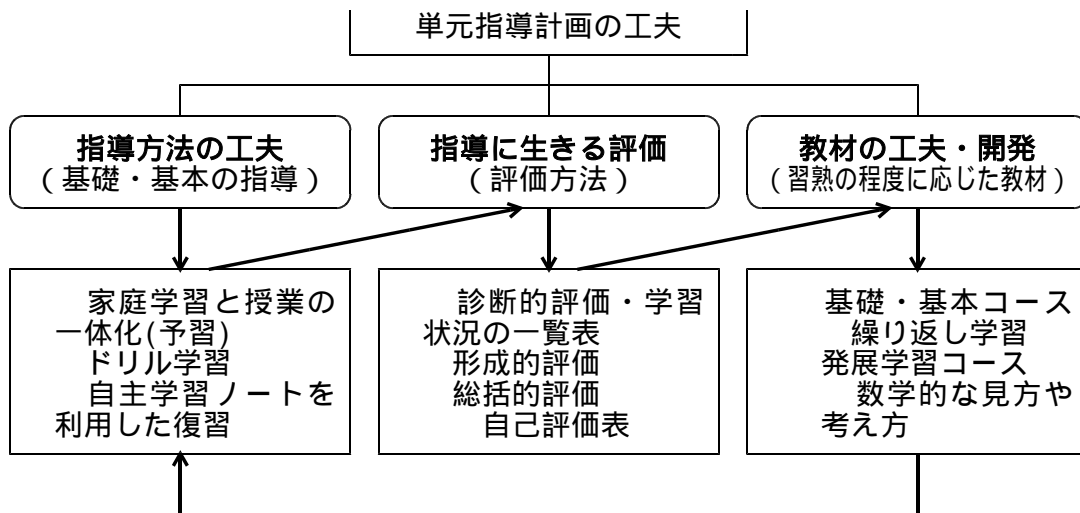 単元指導計画の工夫
指導方法の工夫
(基礎・基本の指導)
指導に生きる評価
(評価方法)
教材の工夫・開発
(習熟の程度に応じた教材)
家庭学習と授業の
一体化(予習)
ドリル学習
自主学習ノートを
利用した復習
診断的評価・学習
状況の一覧表
形成的評価
総括的評価
自己評価表
基礎・基本コース
繰り返し学習
発展学習コース
数学的な見方や
考え方